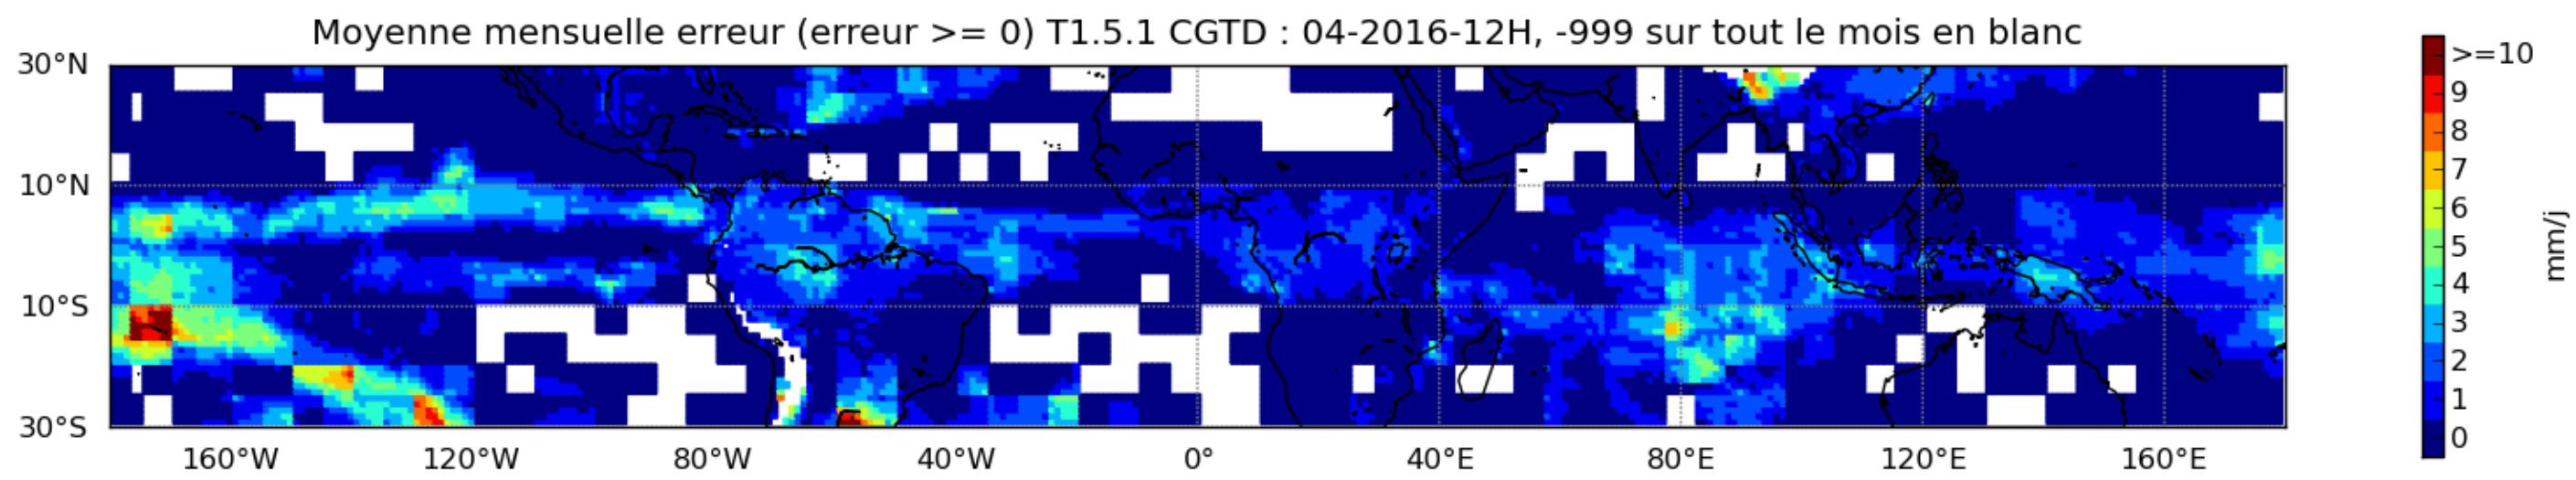 Moyenne mensuelle erreur (erreur >= 0) T1.5.1 CGTD : 04-2016-12H, -999 sur tout le mois en blanc
30°N
10°N
10°S
30°S
160°W 120°W 80°W 40°W 0° 40°E 80°E 120°E 160°E
>=10
9
8
7
6
5
4
3
2
1
0
mm/j